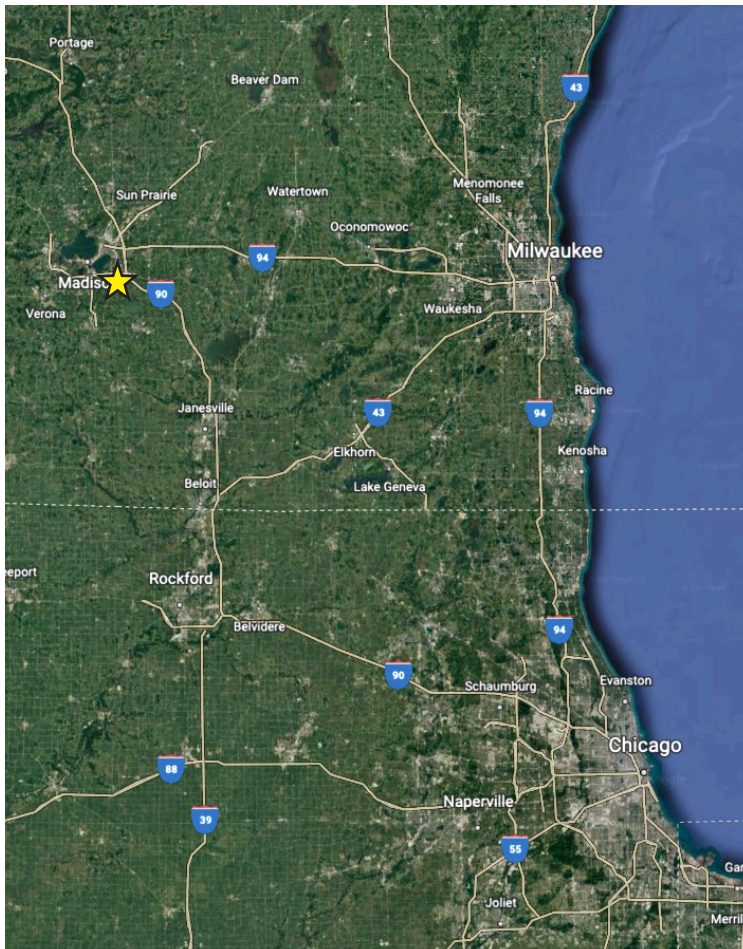 Portage
43
Beaver Dam
Sun Prairie
Watertown
Menomonee
Falls
Oconomowoc
94
Milwaukee
90
Verona
Waukesha
Janesville
43
94
Racine
Elkhorn
Kenosha
Beloit
Lake Geneva
eeport
Rockford
94
Belvidere
90
Schaumburg
Evanston
Chicago
88
Naperville
39
55
Gar
Joliet
Merril